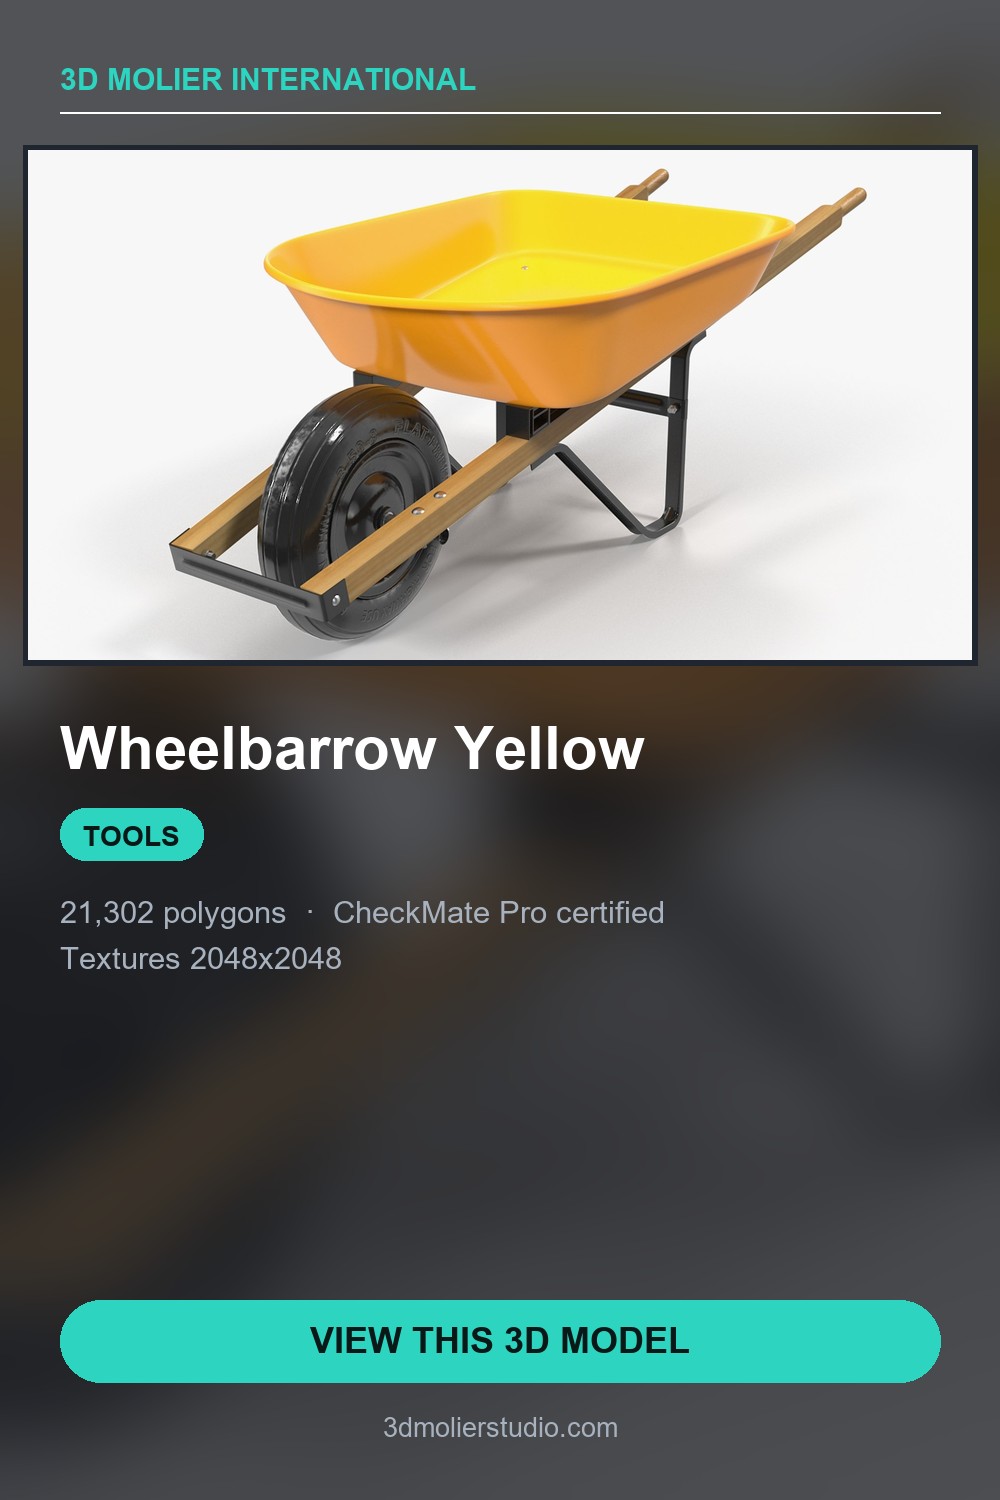 3D MOLIER INTERNATIONAL
Wheelbarrow Yellow
TOOLS
21,302 polygons · CheckMate Pro certified
Textures 2048x2048
VIEW THIS 3D MODEL
3dmolierstudio.com